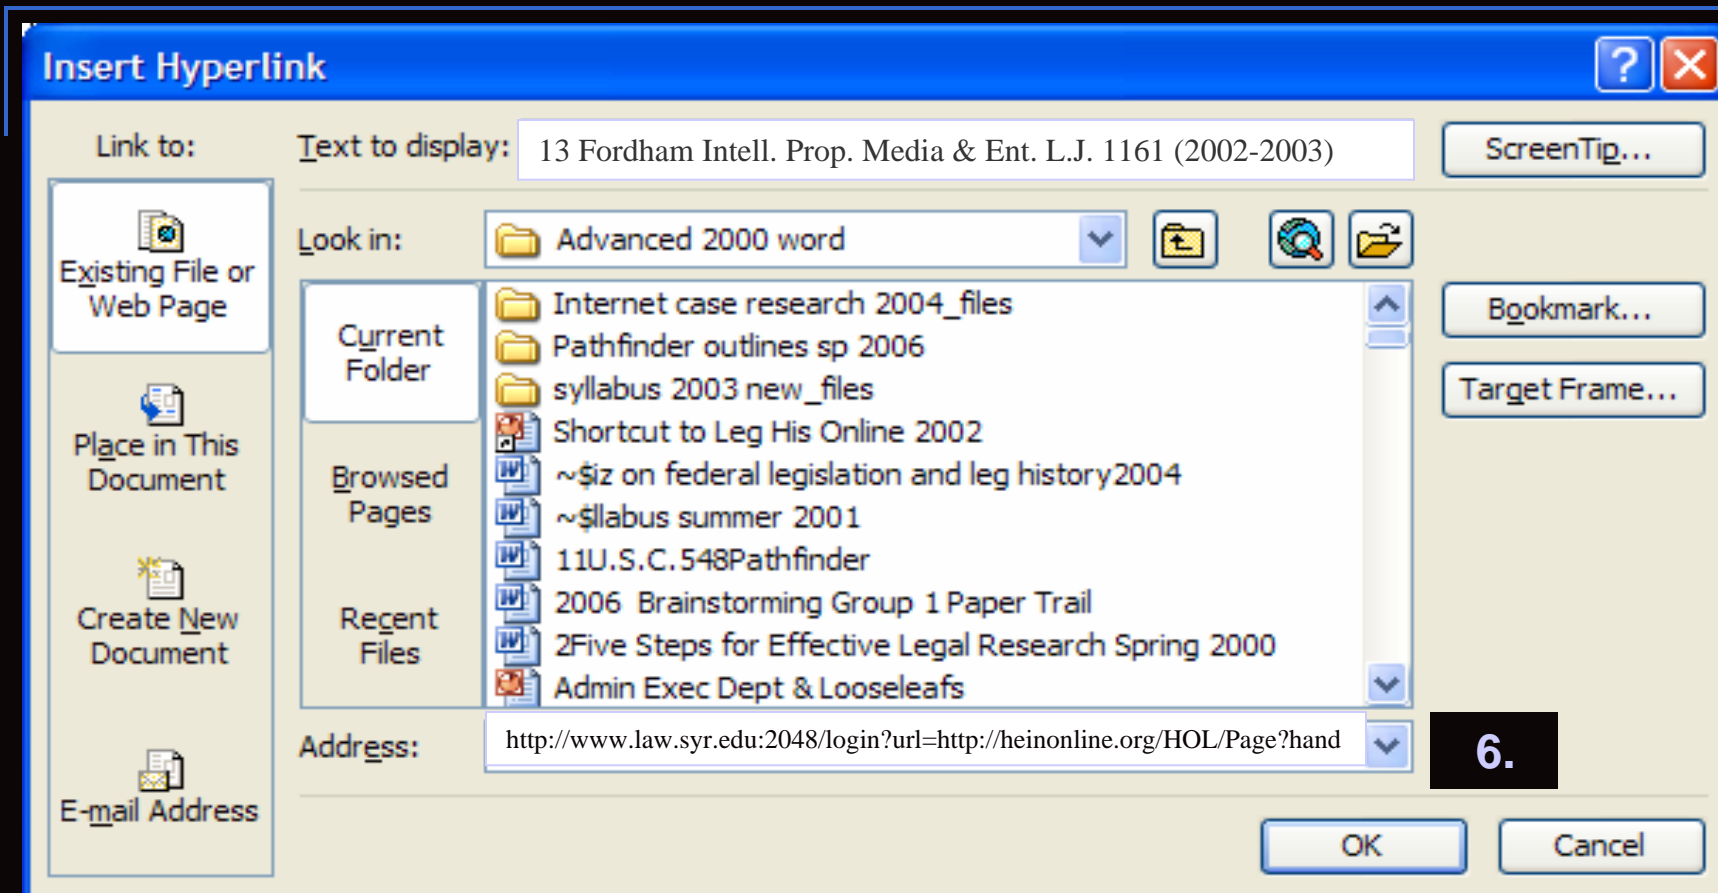 Insert Hyperlink
Link to:
Text to display:
13 Fordham Intell. Prop. Media & Ent. L.J. 1161 (2002-2003)
ScreenTip...
Existing File or
Web Page
Place in This
Document
Create New
Document
E-mail Address
Look in:
Advanced 2000 word
Current
Folder
Browsed
Pages
Recent
Files
Internet case research 2004_files
Pathfinder outlines sp 2006
syllabus 2003 new_files
Shortcut to Leg His Online 2002
~$iz on federal legislation and leg history2004
~$llabus summer 2001
11U.S.C.548Pathfinder
2006  Brainstorming Group 1 Paper Trail
2Five Steps for Effective Legal Research Spring 2000
Admin Exec Dept & Looseleafs
Bookmark...
Target Frame...
Address:
http://www.law.syr.edu:2048/login?url=http://heinonline.org/HOL/Page?hand
6.
OK
Cancel